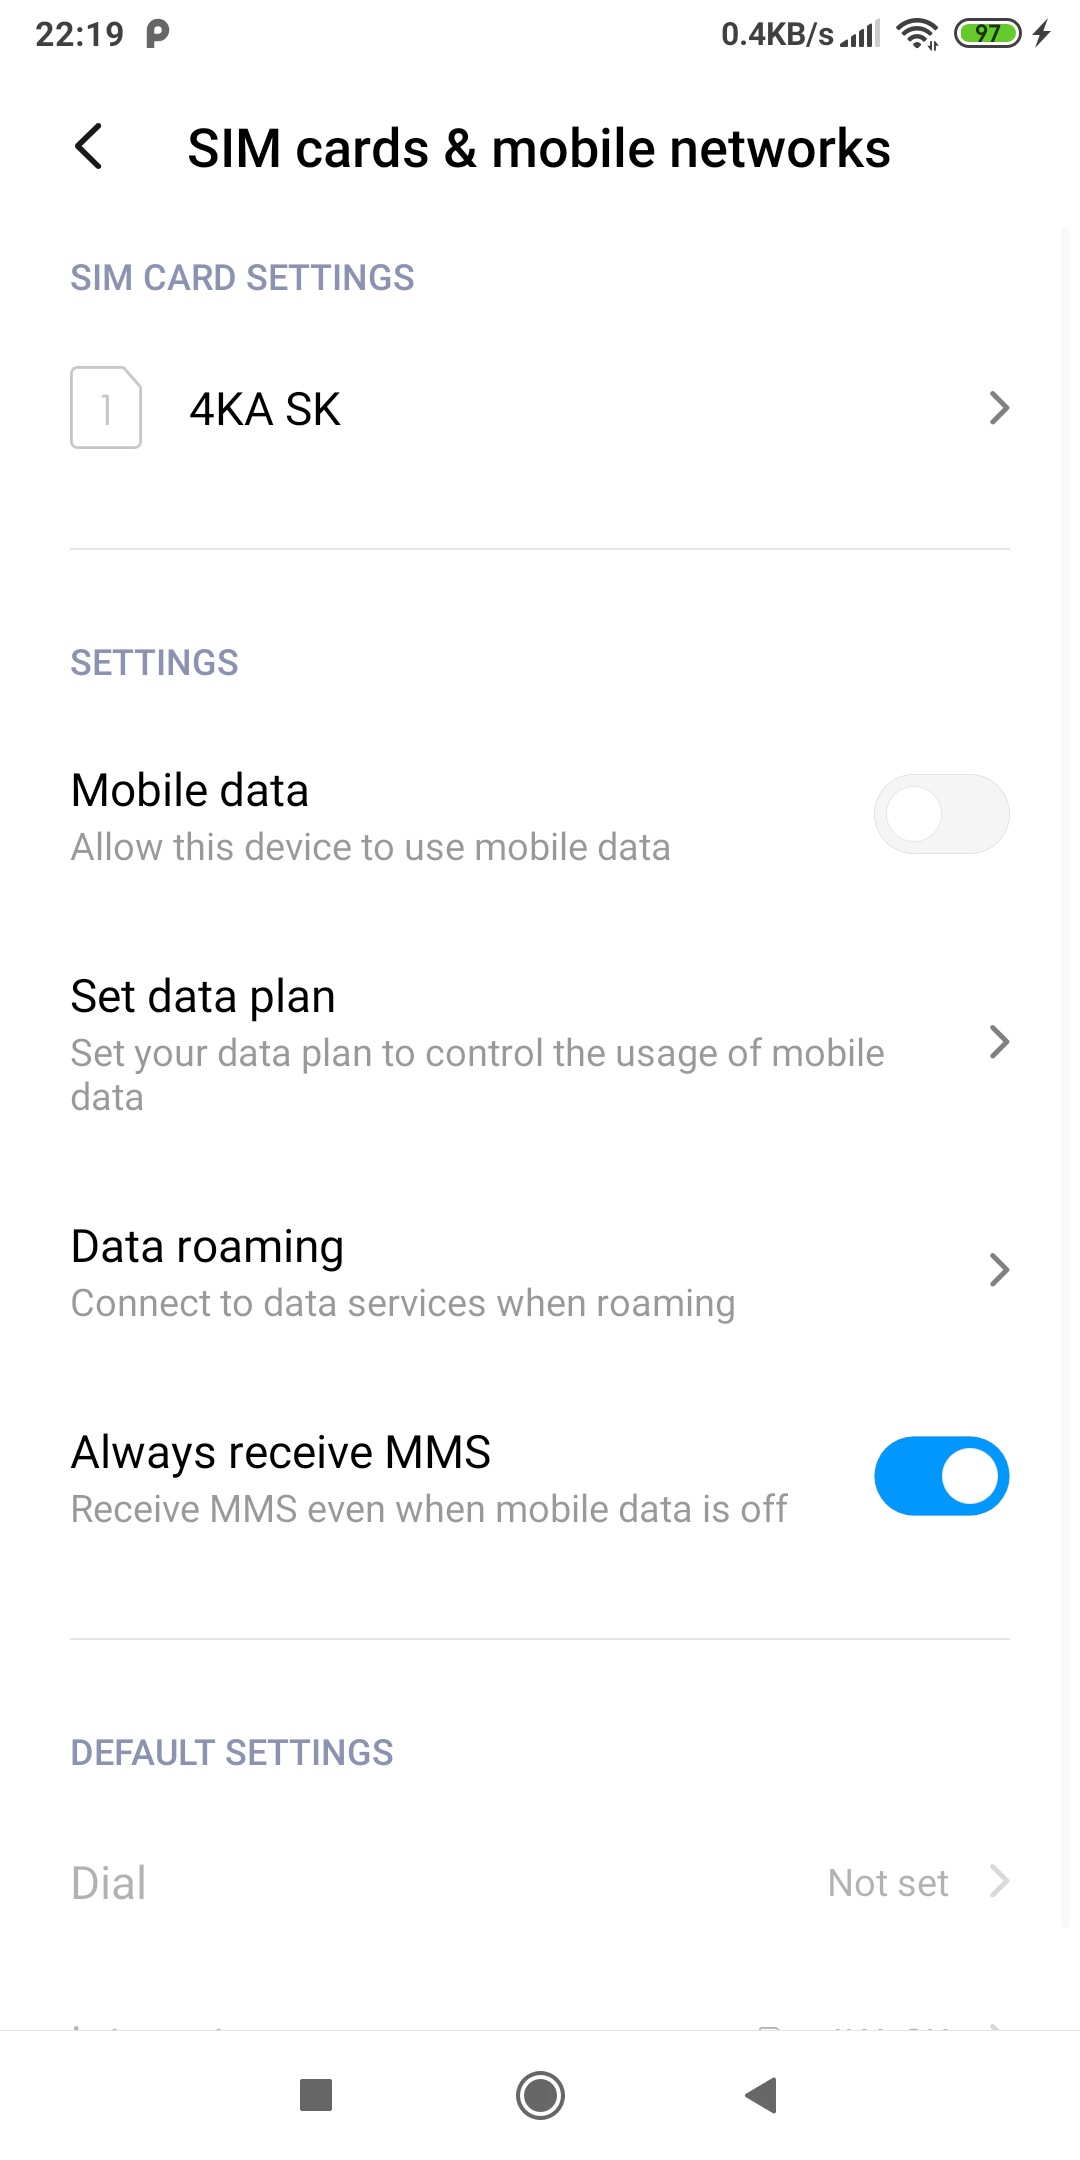 22:19
0.4KB/s
97
SIM cards & mobile networks
SIM CARD SETTINGS
1
4KA SK
SETTINGS
Mobile data
Allow this device to use mobile data
Set data plan
Set your data plan to control the usage of mobile
data
Data roaming
Connect to data services when roaming
Always receive MMS
Receive MMS even when mobile data is off
DEFAULT SETTINGS
Dial
Not set